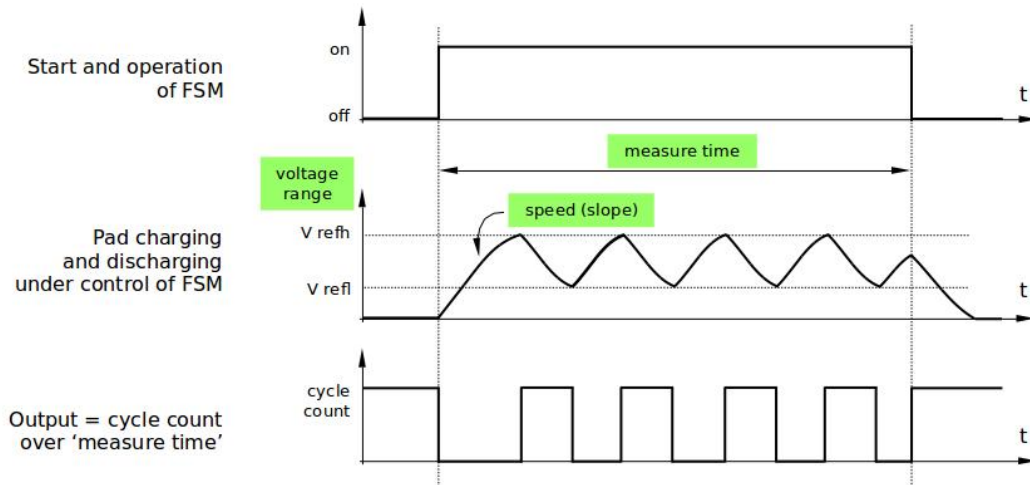 on
Start and operation
of FSM
off
t
measure time
voltage
range
speed (slope)
V refh
Pad charging
and discharging
under control of FSM
V refl
t
cycle
count
Output = cycle count
over ‘measure time’
t